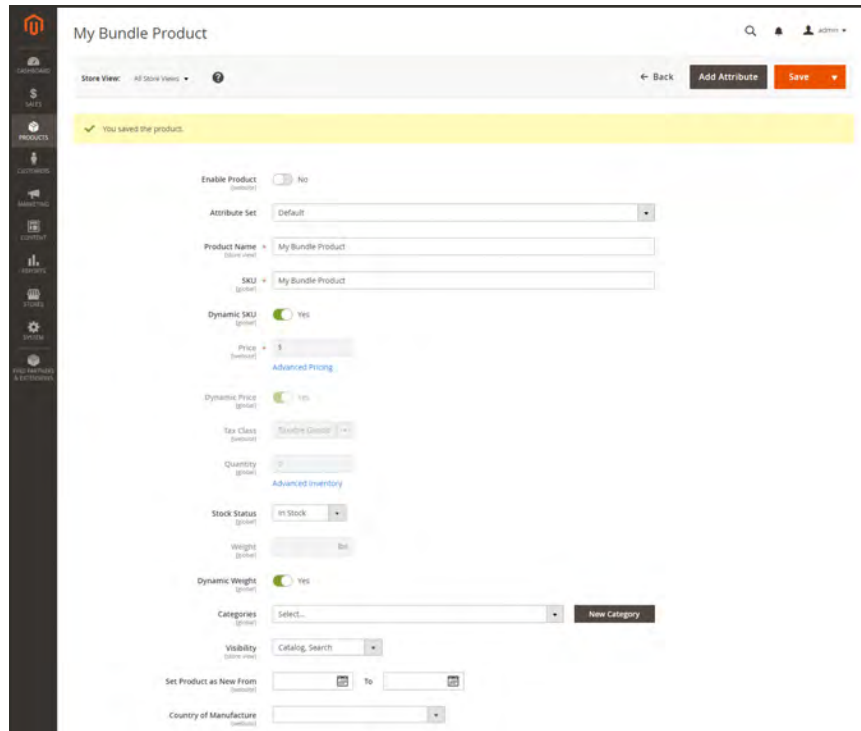 My Bundle Product
admin
Store View: All Store Views
← Back
Add Attribute
Save
You saved the product.
DASHBOARD
SALES
PRODUCTS
CUSTOMERS
MARKETING
CONTENT
REPORTS
STORES
SYSTEM
FIND PARTNERS
& EXTENSIONS
Enable Product No
[website]
Attribute Set Default
Product Name * My Bundle Product
[store view]
SKU * My Bundle Product
[global]
Dynamic SKU Yes
[global]
Price * $
[website]
Advanced Pricing
Dynamic Price Yes
[global]
Tax Class Taxable Goods
[website]
Quantity 0
[global]
Advanced Inventory
Stock Status In Stock
[global]
Weight lbs
[global]
Dynamic Weight Yes
[global]
Categories Select... New Category
[global]
Visibility Catalog, Search
[store view]
Set Product as New From To
[website]
Country of Manufacture
[website]